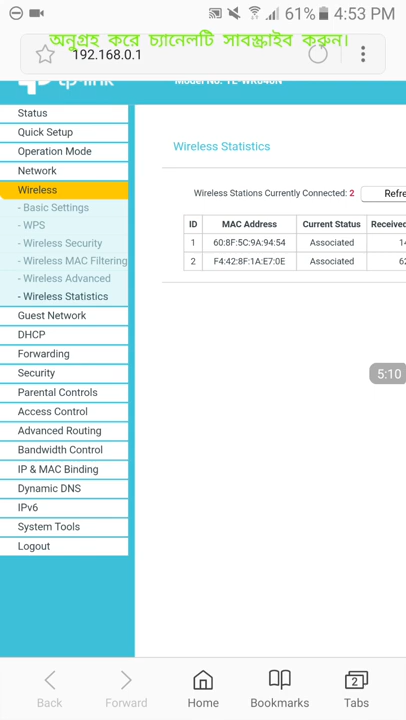 61% 4:53 PM
অনুগ্রহ করে চ্যানেলটি সাবস্ক্রাইব করুন।
192.168.0.1
Status
Quick Setup
Operation Mode
Network
Wireless
- Basic Settings
- WPS
- Wireless Security
- Wireless MAC Filtering
- Wireless Advanced
- Wireless Statistics
Guest Network
DHCP
Forwarding
Security
Parental Controls
Access Control
Advanced Routing
Bandwidth Control
IP & MAC Binding
Dynamic DNS
IPv6
System Tools
Logout
Wireless Statistics
Wireless Stations Currently Connected: 2 Refre
ID MAC Address Current Status Received
1 60:8F:5C:9A:94:54 Associated 14
2 F4:42:8F:1A:E7:0E Associated 62
5:10
Back Forward Home Bookmarks 2 Tabs